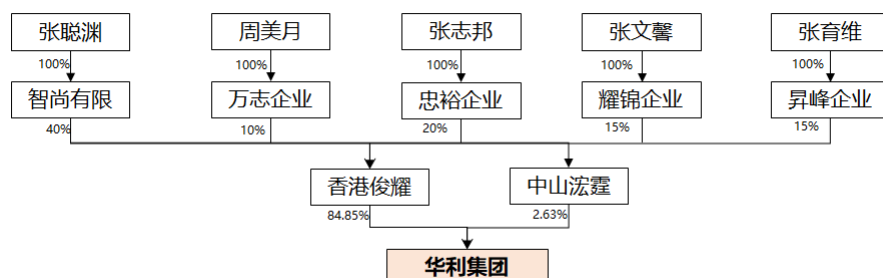 张聪渊 周美月 张志邦 张文馨 张育维
100% 100% 100% 100% 100%
智尚有限 万志企业 忠裕企业 耀锦企业 昇峰企业
40% 10% 20% 15% 15%
香港俊耀 中山浤霆
84.85% 2.63%
华利集团